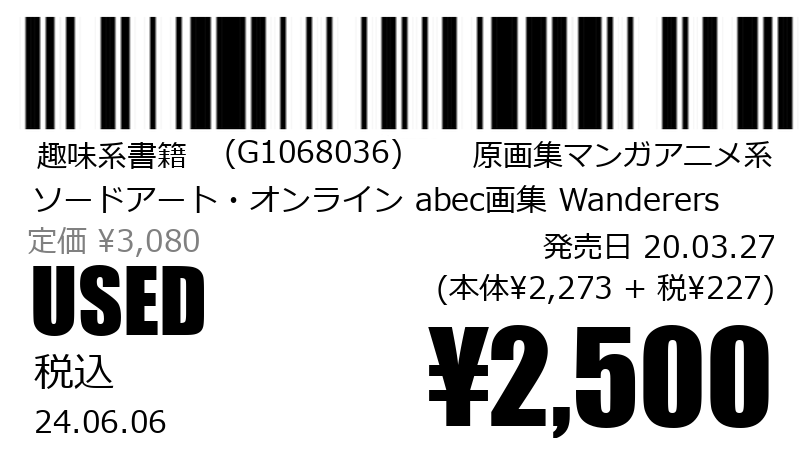 趣味系書籍 (G1068036) 原画集マンガアニメ系
ソードアート・オンライン abec画集 Wanderers
定価 ¥3,080
発売日 20.03.27
USED
(本体¥2,273 + 税¥227)
税込
¥2,500
24.06.06